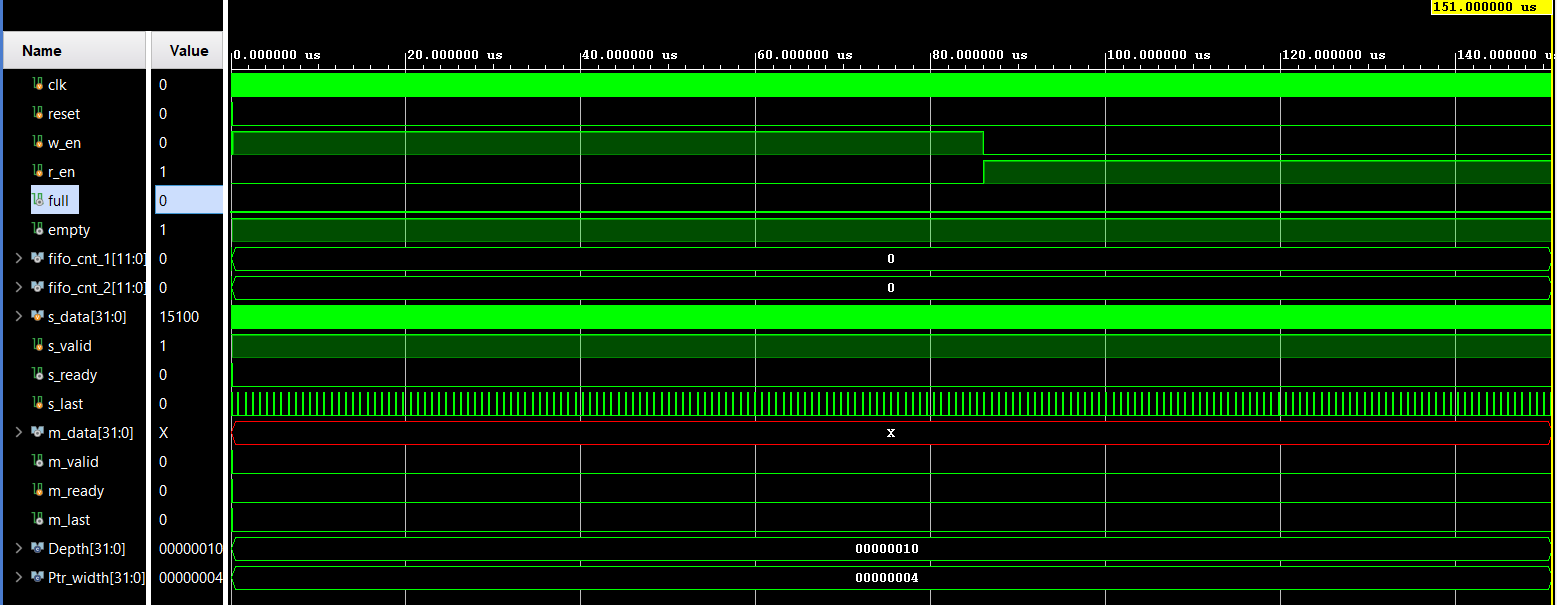 151.000000 us
Name Value
0.000000 us 20.000000 us 40.000000 us 60.000000 us 80.000000 us 100.000000 us 120.000000 us 140.000000 u
clk 0
reset 0
w_en 0
r_en 1
full 0
empty 1
fifo_cnt_1[11:0] 0 0
fifo_cnt_2[11:0] 0 0
s_data[31:0] 15100
s_valid 1
s_ready 0
s_last 0
m_data[31:0] X X
m_valid 0
m_ready 0
m_last 0
Depth[31:0] 00000010 00000010
Ptr_width[31:0] 00000004 00000004